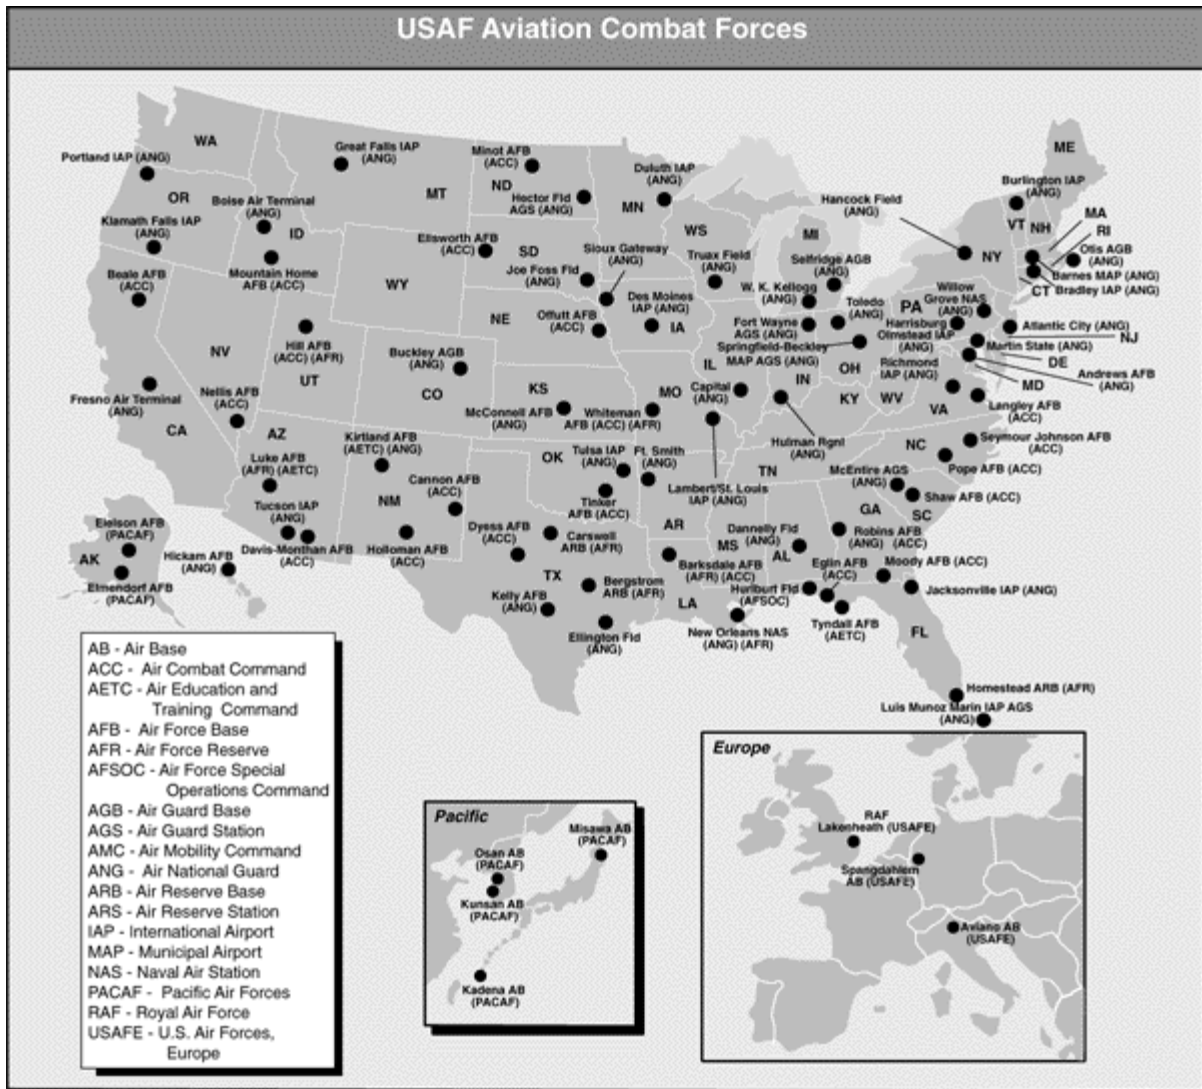 USAF Aviation Combat Forces
WA
Portland IAP (ANG)
OR
Klamath Falls IAP
(ANG)
Boise Air Terminal
(ANG)
ID
Mountain Home
AFB (ACC)
Beale AFB
(ACC)
Great Falls IAP
(ANG)
MT
Minot AFB
(ACC)
ND
Hector Fld
AGS (ANG)
Duluth IAP
(ANG)
MN
Ellsworth AFB
(ACC)
SD
Joe Foss Fld
(ANG)
Sioux Gateway
(ANG)
WY
NE
Offutt AFB
(ACC)
Des Moines
IAP (ANG)
IA
WS
Truax Field
(ANG)
MI
Selfridge AGB
(ANG)
W. K. Kellogg
(ANG)
Hancock Field
(ANG)
NY
ME
Burlington IAP
(ANG)
VT
NH
MA
RI
Otis AGB
(ANG)
Barnes MAP (ANG)
Bradley IAP (ANG)
CT
Willow
Grove NAS
(ANG)
PA
Harrisburg
Olmstead IAP
(ANG)
Atlantic City (ANG)
NJ
Martin State (ANG)
DE
MD
Andrews AFB
(ANG)
Toledo
(ANG)
Fort Wayne
AGS (ANG)
Springfield-Beckley
MAP AGS (ANG)
OH
Richmond
IAP (ANG)
Langley AFB
(ACC)
VA
WV
KY
IN
IL
Capital
(ANG)
Hulman Rgnl
(ANG)
NV
Hill AFB
(ACC) (AFR)
UT
Buckley AGB
(ANG)
CO
KS
McConnell AFB
(ANG)
MO
Whiteman
AFB (ACC) (AFR)
Lambert/St. Louis
IAP (ANG)
Fresno Air Terminal
(ANG)
CA
Nellis AFB
(ACC)
AZ
Luke AFB
(AFR) (AETC)
Tucson IAP
(ANG)
Davis-Monthan AFB
(ACC)
Kirtland AFB
(AETC) (ANG)
NM
Cannon AFB
(ACC)
Holloman AFB
(ACC)
OK
Tulsa IAP
(ANG)
Ft. Smith
(ANG)
Tinker
AFB (ACC)
Dyess AFB
(ACC)
Carswell
ARB (AFR)
TX
Bergstrom
ARB (AFR)
Kelly AFB
(ANG)
Ellington Fld
(ANG)
AR
TN
MS
AL
Dannelly Fld
(ANG)
Barksdale AFB
(AFR) (ACC)
LA
New Orleans NAS
(ANG) (AFR)
Hurlburt Fld
(AFSOC)
Eglin AFB
(ACC)
Tyndall AFB
(AETC)
NC
Seymour Johnson AFB
(ACC)
Pope AFB (ACC)
McEntire AGS
(ANG)
Shaw AFB (ACC)
SC
GA
Robins AFB
(ANG) (ACC)
Moody AFB (ACC)
Jacksonville IAP (ANG)
FL
Homestead ARB (AFR)
Luis Munoz Marin IAP AGS
(ANG)
Eielson AFB
(PACAF)
AK
Elmendorf AFB
(PACAF)
Hickam AFB
(ANG)
AB - Air Base
ACC - Air Combat Command
AETC - Air Education and
Training Command
AFB - Air Force Base
AFR - Air Force Reserve
AFSOC - Air Force Special
Operations Command
AGB - Air Guard Base
AGS - Air Guard Station
AMC - Air Mobility Command
ANG - Air National Guard
ARB - Air Reserve Base
ARS - Air Reserve Station
IAP - International Airport
MAP - Municipal Airport
NAS - Naval Air Station
PACAF - Pacific Air Forces
RAF - Royal Air Force
USAFE - U.S. Air Forces,
Europe
Pacific
Misawa AB
(PACAF)
Osan AB
(PACAF)
Kunsan AB
(PACAF)
Kadena AB
(PACAF)
Europe
RAF
Lakenheath (USAFE)
Spangdahlem
AB (USAFE)
Aviano AB
(USAFE)